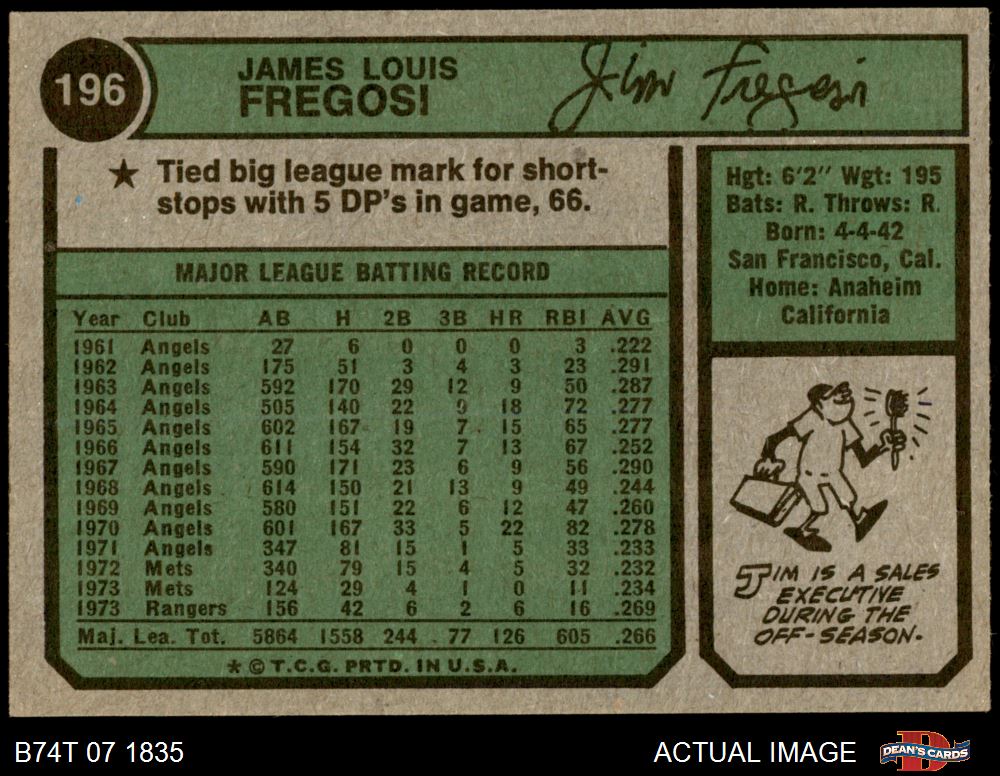 196
JAMES LOUIS
FREGOSI
Jim Fregosi
★ Tied big league mark for short-
stops with 5 DP's in game, 66.
Hgt: 6'2" Wgt: 195
Bats: R. Throws: R.
Born: 4-4-42
San Francisco, Cal.
Home: Anaheim
California
MAJOR LEAGUE BATTING RECORD
Year Club AB H 2B 3B HR RBI AVG
1961 Angels 27 6 0 0 0 3 .222
1962 Angels 175 51 3 4 3 23 .291
1963 Angels 592 170 29 12 9 50 .287
1964 Angels 505 140 22 9 18 72 .277
1965 Angels 602 167 19 7 15 65 .277
1966 Angels 611 154 32 7 13 67 .252
1967 Angels 590 171 23 6 9 56 .290
1968 Angels 614 150 21 13 9 49 .244
1969 Angels 580 151 22 6 12 47 .260
1970 Angels 601 167 33 5 22 82 .278
1971 Angels 347 81 15 1 5 33 .233
1972 Mets 340 79 15 4 5 32 .232
1973 Mets 124 29 4 1 0 11 .234
1973 Rangers 156 42 6 2 6 16 .269
Maj. Lea. Tot. 5864 1558 244 77 126 605 .266
* © T.C.G. PRTD. IN U.S.A.
JIM IS A SALES
EXECUTIVE
DURING THE
OFF-SEASON.
B74T 07 1835
ACTUAL IMAGE
D
DEAN'S CARDS